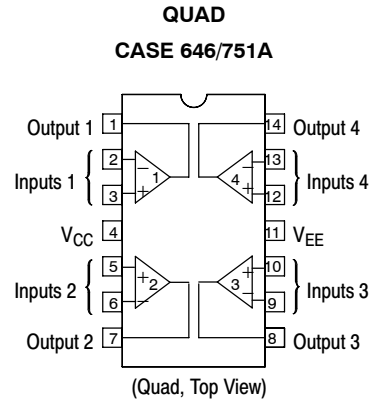 QUAD
CASE 646/751A
Output 1 1 14 Output 4
Inputs 1 2 − 1 4 − 13 Inputs 4
3 + + 12
VCC 4 11 VEE
Inputs 2 5 + 2 3 + 10 Inputs 3
6 − − 9
Output 2 7 8 Output 3
(Quad, Top View)